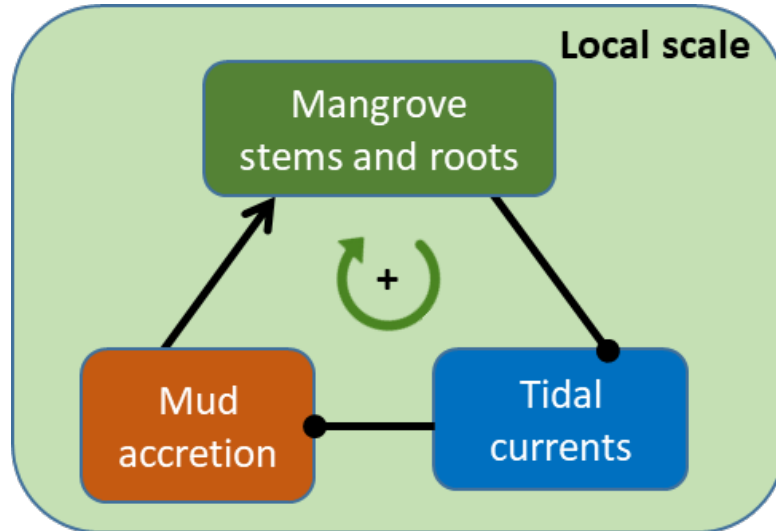 Local scale
Mangrove
stems and roots
+
Mud
accretion
Tidal
currents